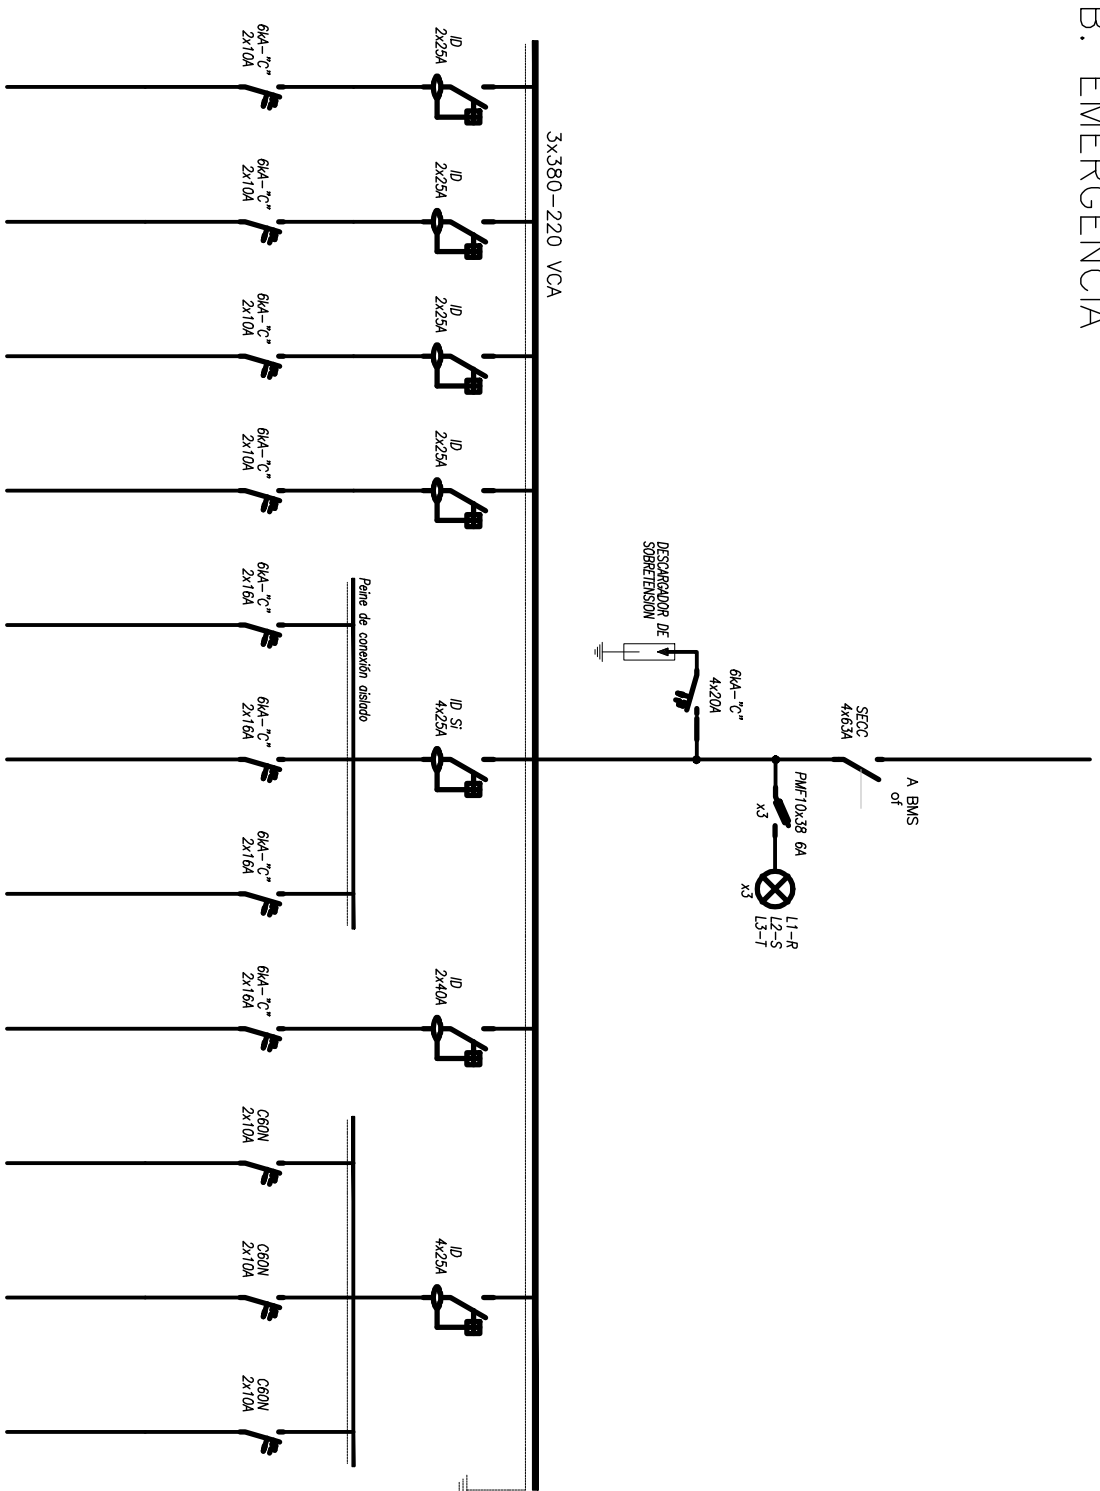 B. EMERGENCIA
A BMS
of
SECC
4x63A
PMF10x38 6A
x3
L1-R
L2-S
L3-T
x3
6kA-"C"
4x20A
DESCARGADOR DE
SOBRETENSION
3x380-220 VCA
ID
2x25A
ID
2x25A
ID
2x25A
ID
2x25A
ID Si
4x25A
ID
2x40A
ID
4x25A
Peine de conexión aislado
6kA-"C"
2x10A
6kA-"C"
2x10A
6kA-"C"
2x10A
6kA-"C"
2x10A
6kA-"C"
2x16A
6kA-"C"
2x16A
6kA-"C"
2x16A
6kA-"C"
2x16A
C60N
2x10A
C60N
2x10A
C60N
2x10A